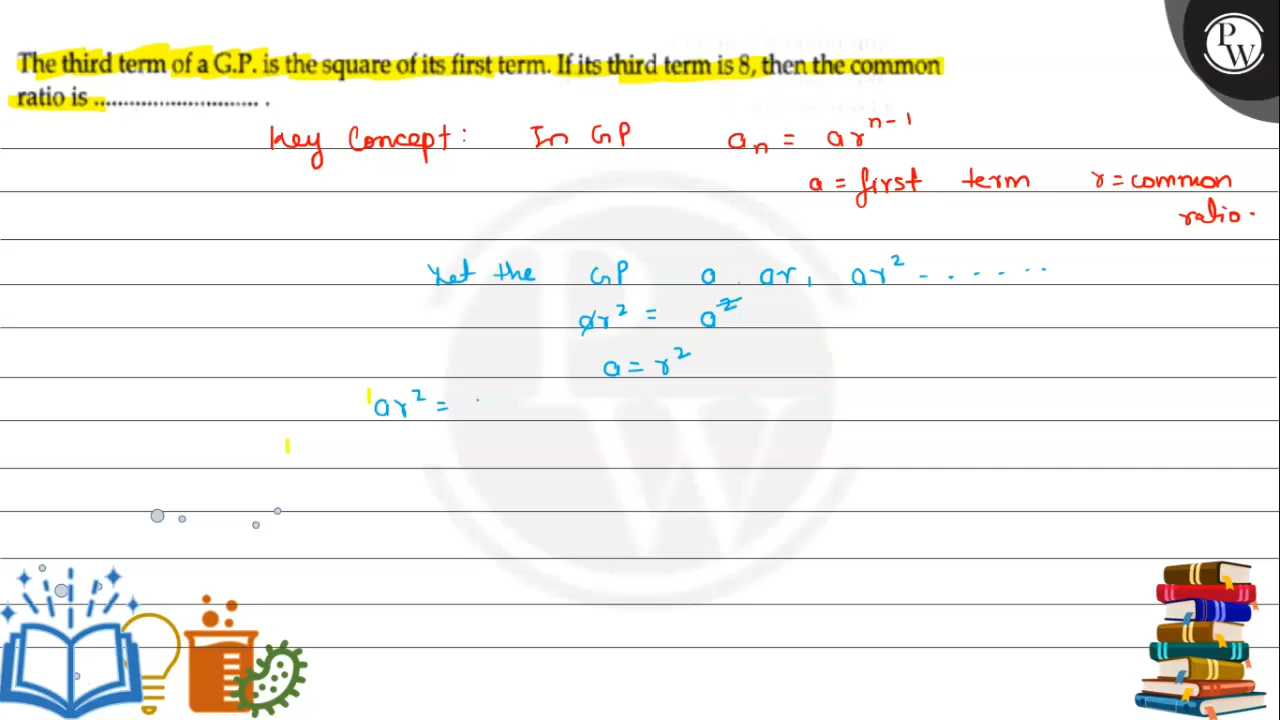 The third term of a G.P. is the square of its first term. If its third term is 8, then the common
ratio is ............................ .
Key Concept: In GP aₙ = arⁿ⁻¹
a = first term r = common
ratio.
Let the GP a, ar, ar² - ......
ar² = a²
a = r²
ar² =
PW
PW